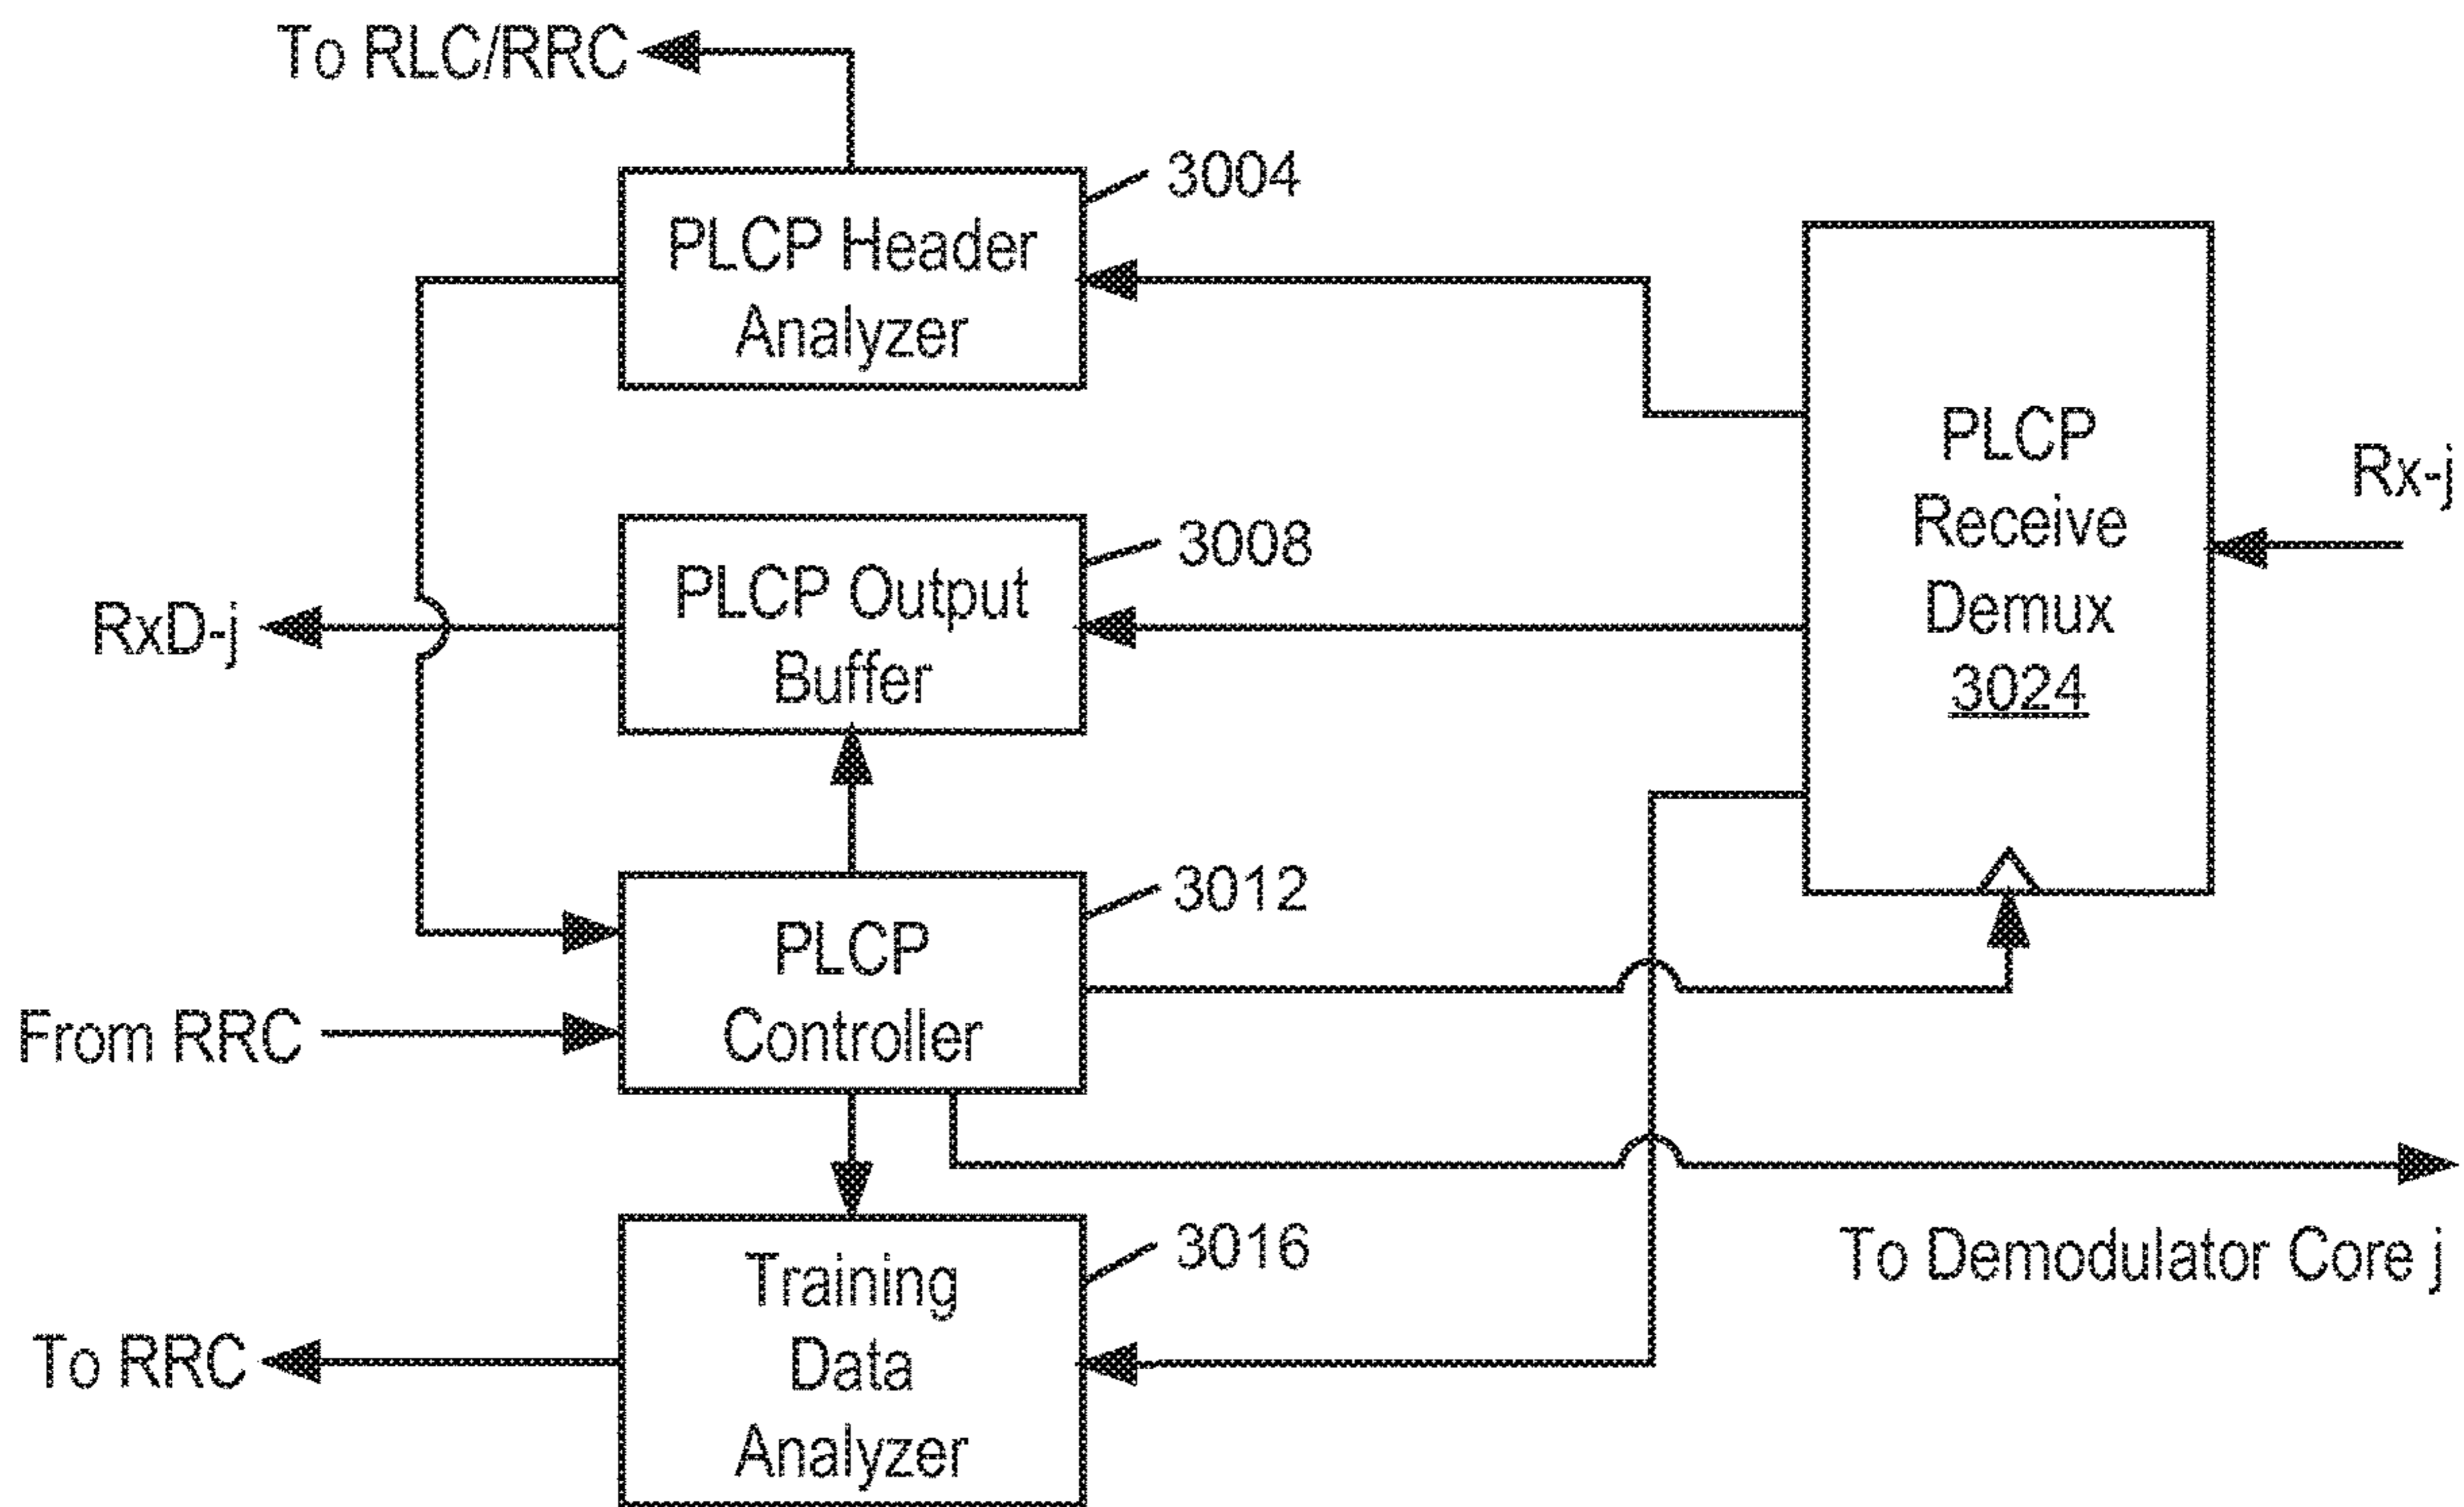 To RLC/RRC
3004
PLCP Header
Analyzer
PLCP
Receive
Demux
3024
Rx-j
3008
PLCP Output
Buffer
RxD-j
3012
PLCP
Controller
From RRC
To Demodulator Core j
3016
Training
Data
Analyzer
To RRC